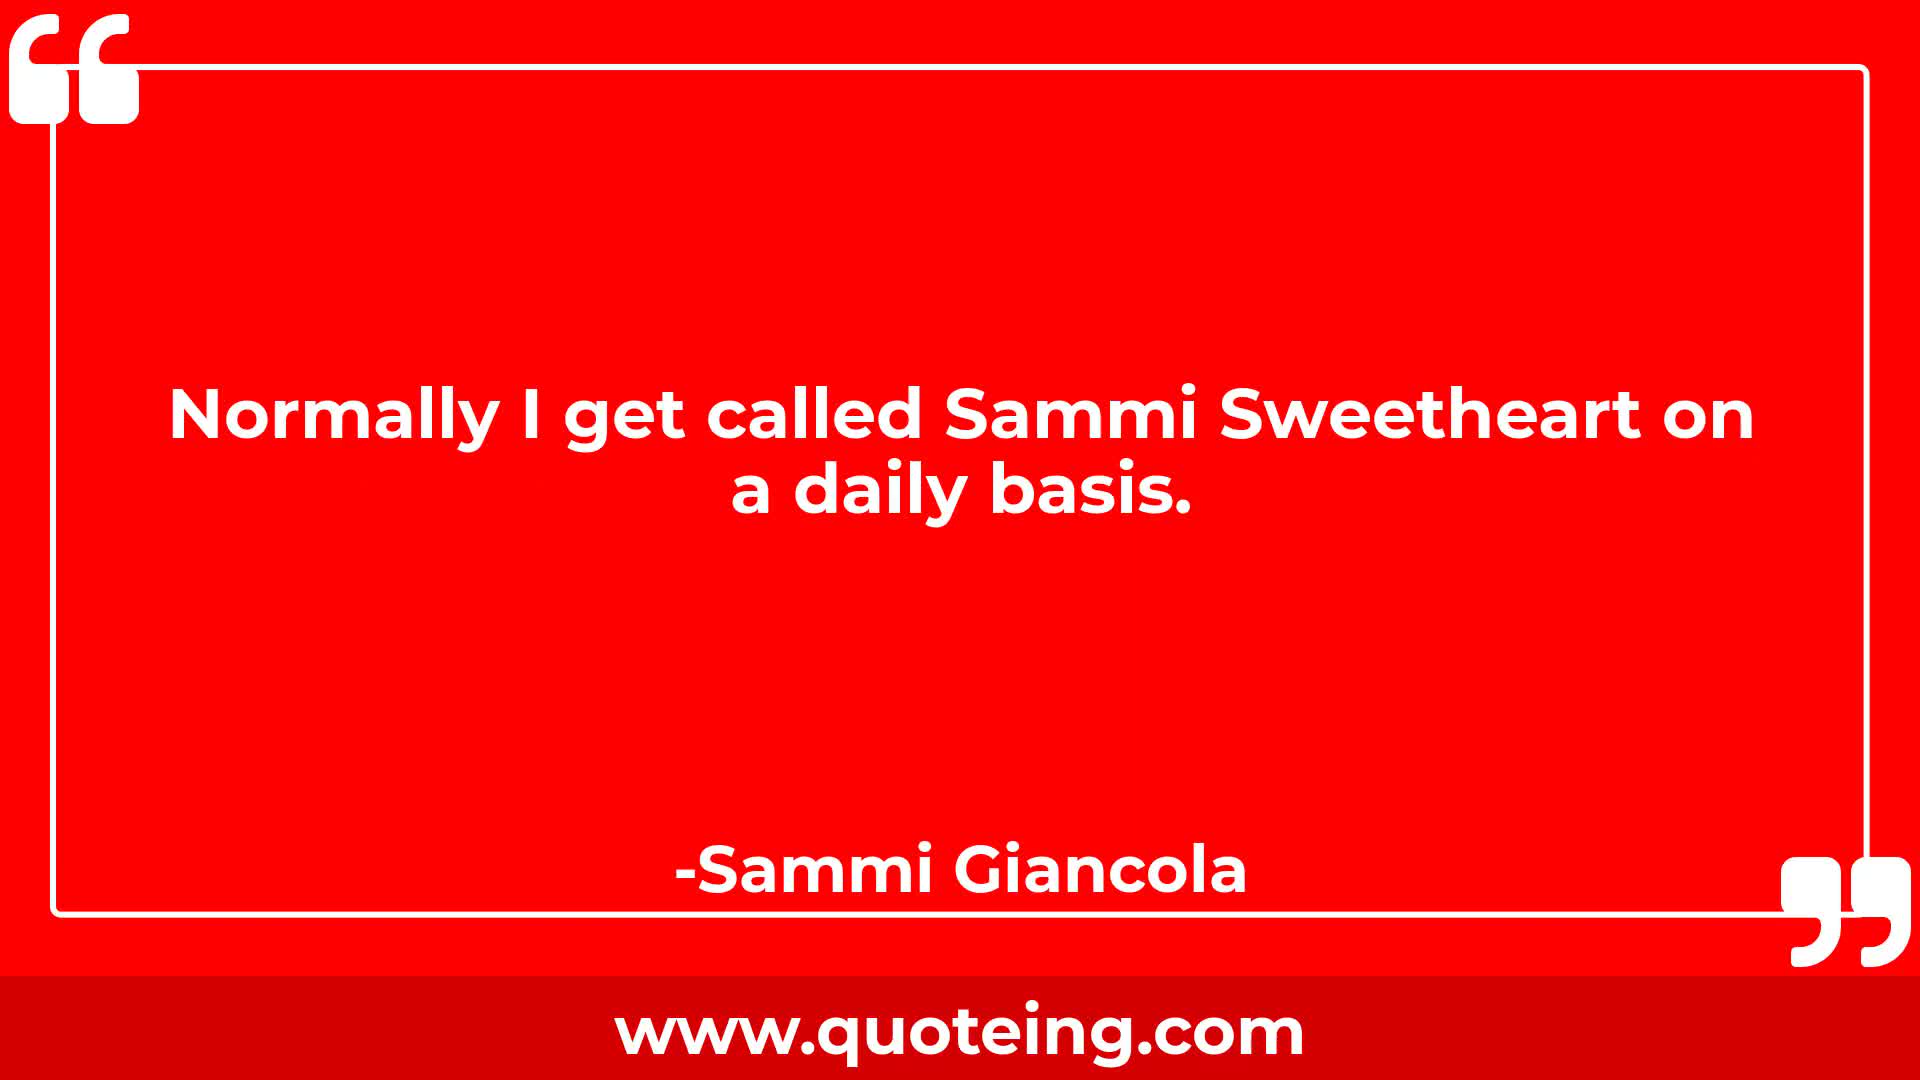 Normally I get called Sammi Sweetheart on
a daily basis.
-Sammi Giancola
www.quoteing.com